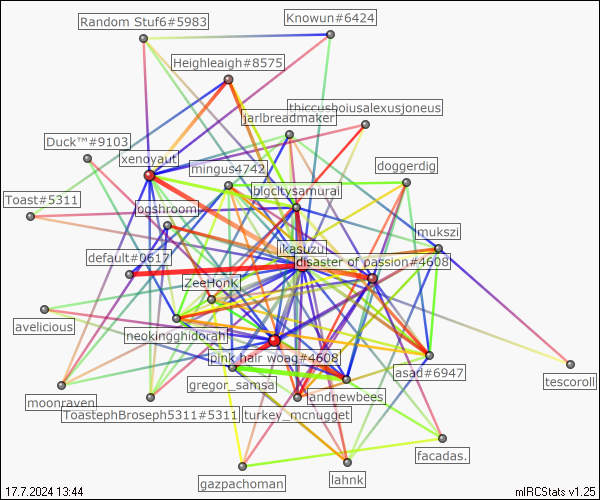 Random Stuf6#5983
Knowun#6424
Heighleaigh#8575
thiccusboiusalexusjoneus
jarlbreadmaker
Duck™#9103
xenoyaut
mingus4742
doggerdig
bigcitysamurai
Toast#5311
ogshroom
mukszi
ikasuzu
default#0617
disaster of passion#4608
ZeeHonK
avelicious
neokingghidorah
pink hair woag#4608
asad#6947
tescoroll
gregor_samsa
andnewbees
moonraven
ToastephBroseph5311#5311
turkey_mcnugget
facadas.
gazpachoman
lahnk
17.7.2024 13:44
mIRCStats v1.25